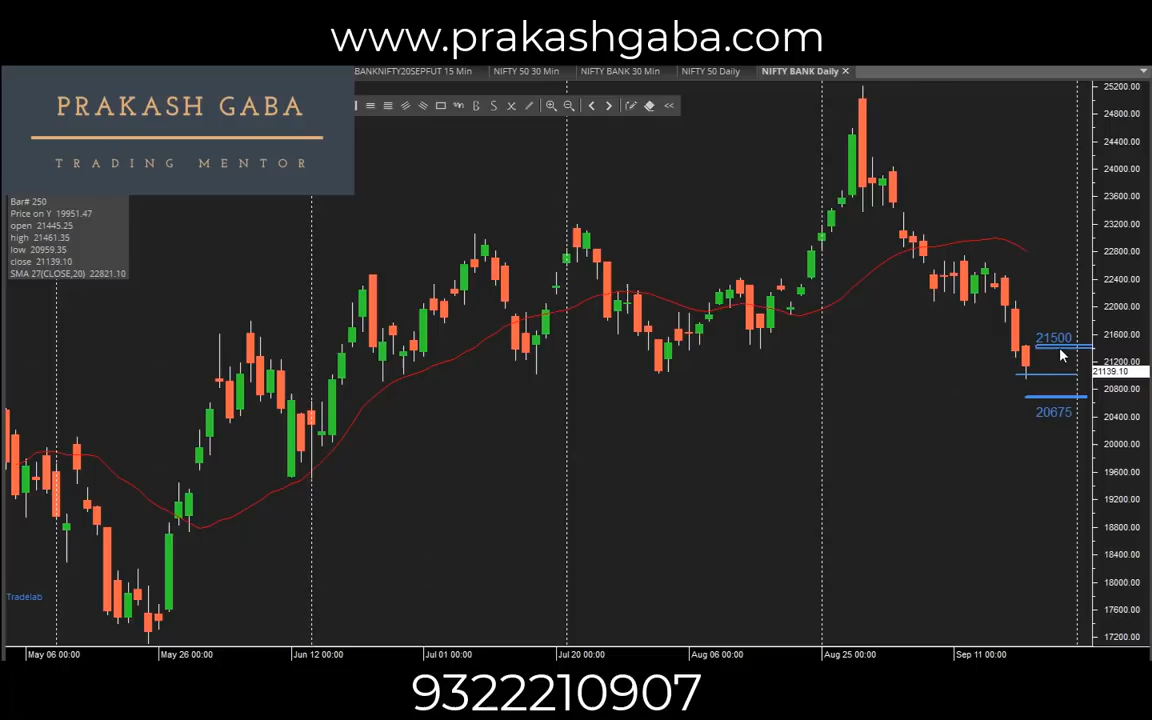 www.prakashgaba.com
BANKNIFTY20SEPFUT 15 Min NIFTY 50 30 Min NIFTY BANK 30 Min NIFTY 50 Daily NIFTY BANK Daily
PRAKASH GABA
TRADING MENTOR
Bar# 250
Price on Y 19951.47
open 21445.25
high 21461.35
low 20959.35
close 21139.10
SMA 27(CLOSE,20) 22821.10
25200.00
24800.00
24400.00
24000.00
23600.00
23200.00
22800.00
22400.00
22000.00
21600.00
21500
21200.00
21139.10
20800.00
20675
20400.00
20000.00
19600.00
19200.00
18800.00
18400.00
18000.00
Tradelab
17600.00
17200.00
May 06 00:00 May 26 00:00 Jun 12 00:00 Jul 01 00:00 Jul 20 00:00 Aug 06 00:00 Aug 25 00:00 Sep 11 00:00
9322210907